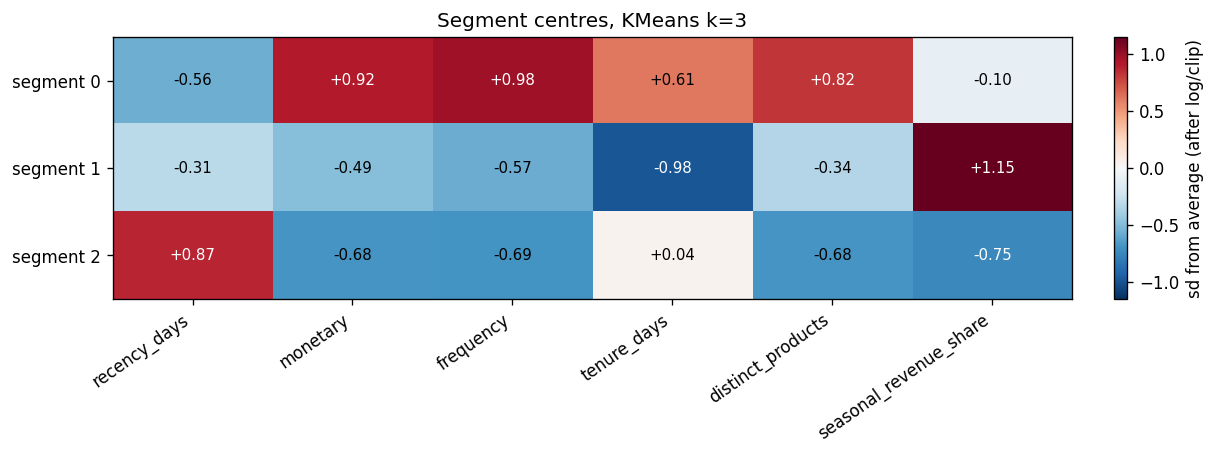 Segment centres, KMeans k=3
segment 0
-0.56 +0.92 +0.98 +0.61 +0.82 -0.10
segment 1
-0.31 -0.49 -0.57 -0.98 -0.34 +1.15
segment 2
+0.87 -0.68 -0.69 +0.04 -0.68 -0.75
recency_days
monetary
frequency
tenure_days
distinct_products
seasonal_revenue_share
1.0
0.5
0.0
−0.5
−1.0
sd from average (after log/clip)